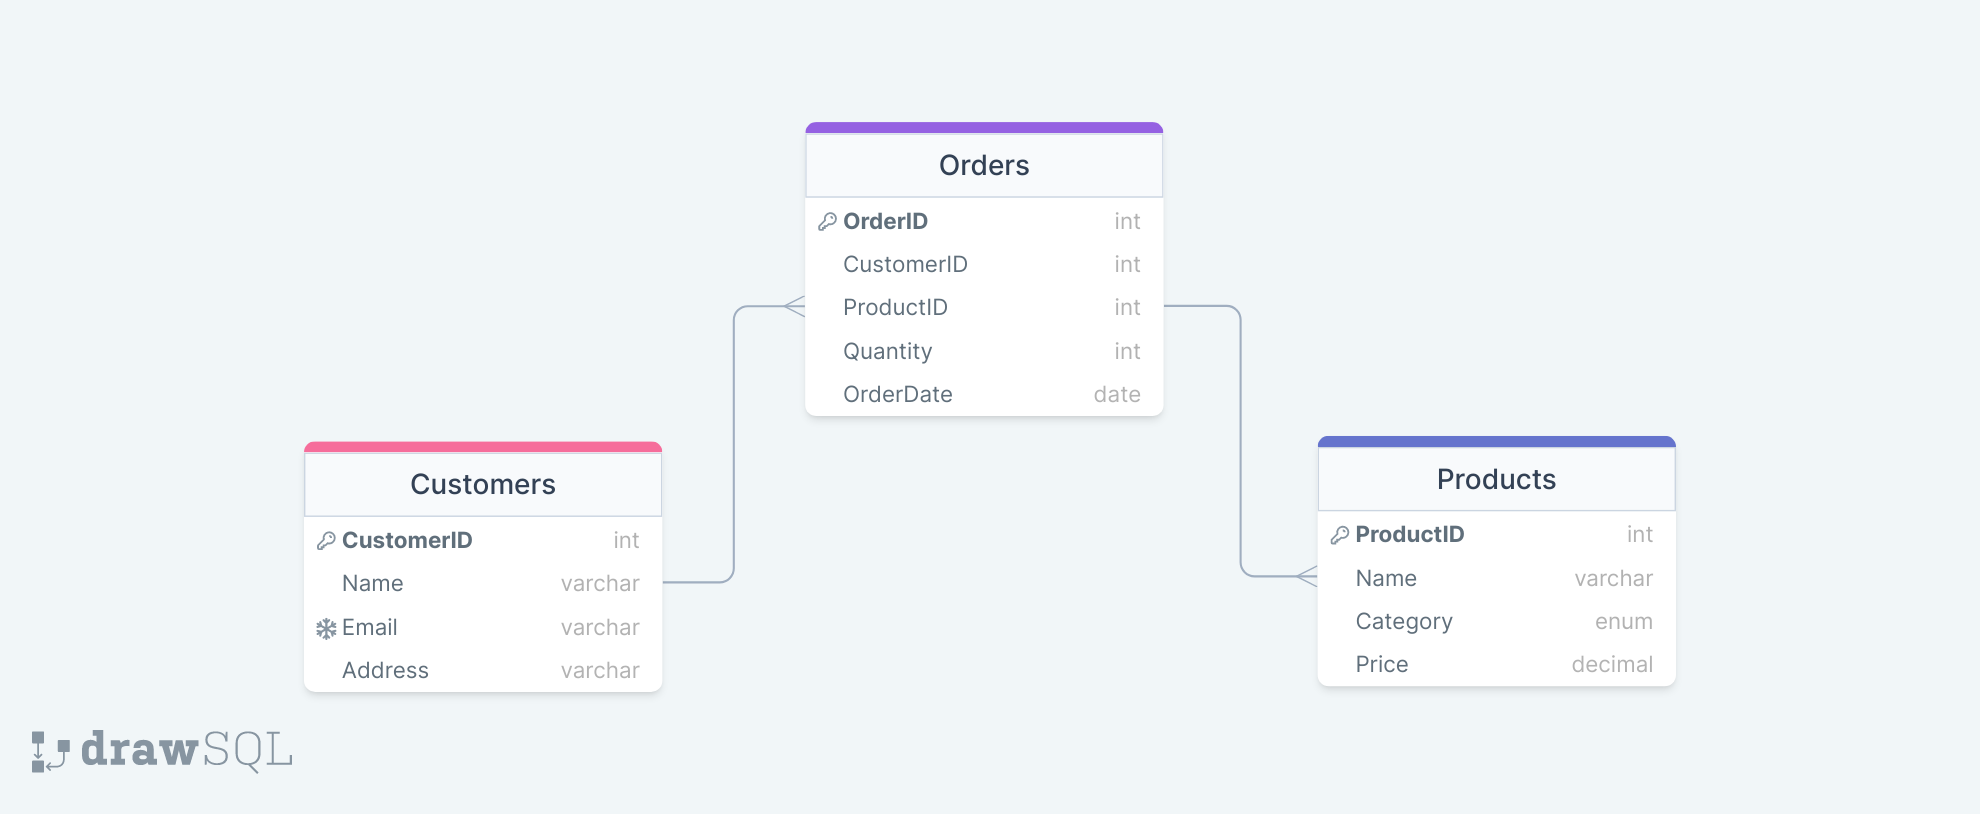 Orders
OrderID int
CustomerID int
ProductID int
Quantity int
OrderDate date
Customers
CustomerID int
Name varchar
Email varchar
Address varchar
Products
ProductID int
Name varchar
Category enum
Price decimal
drawSQL